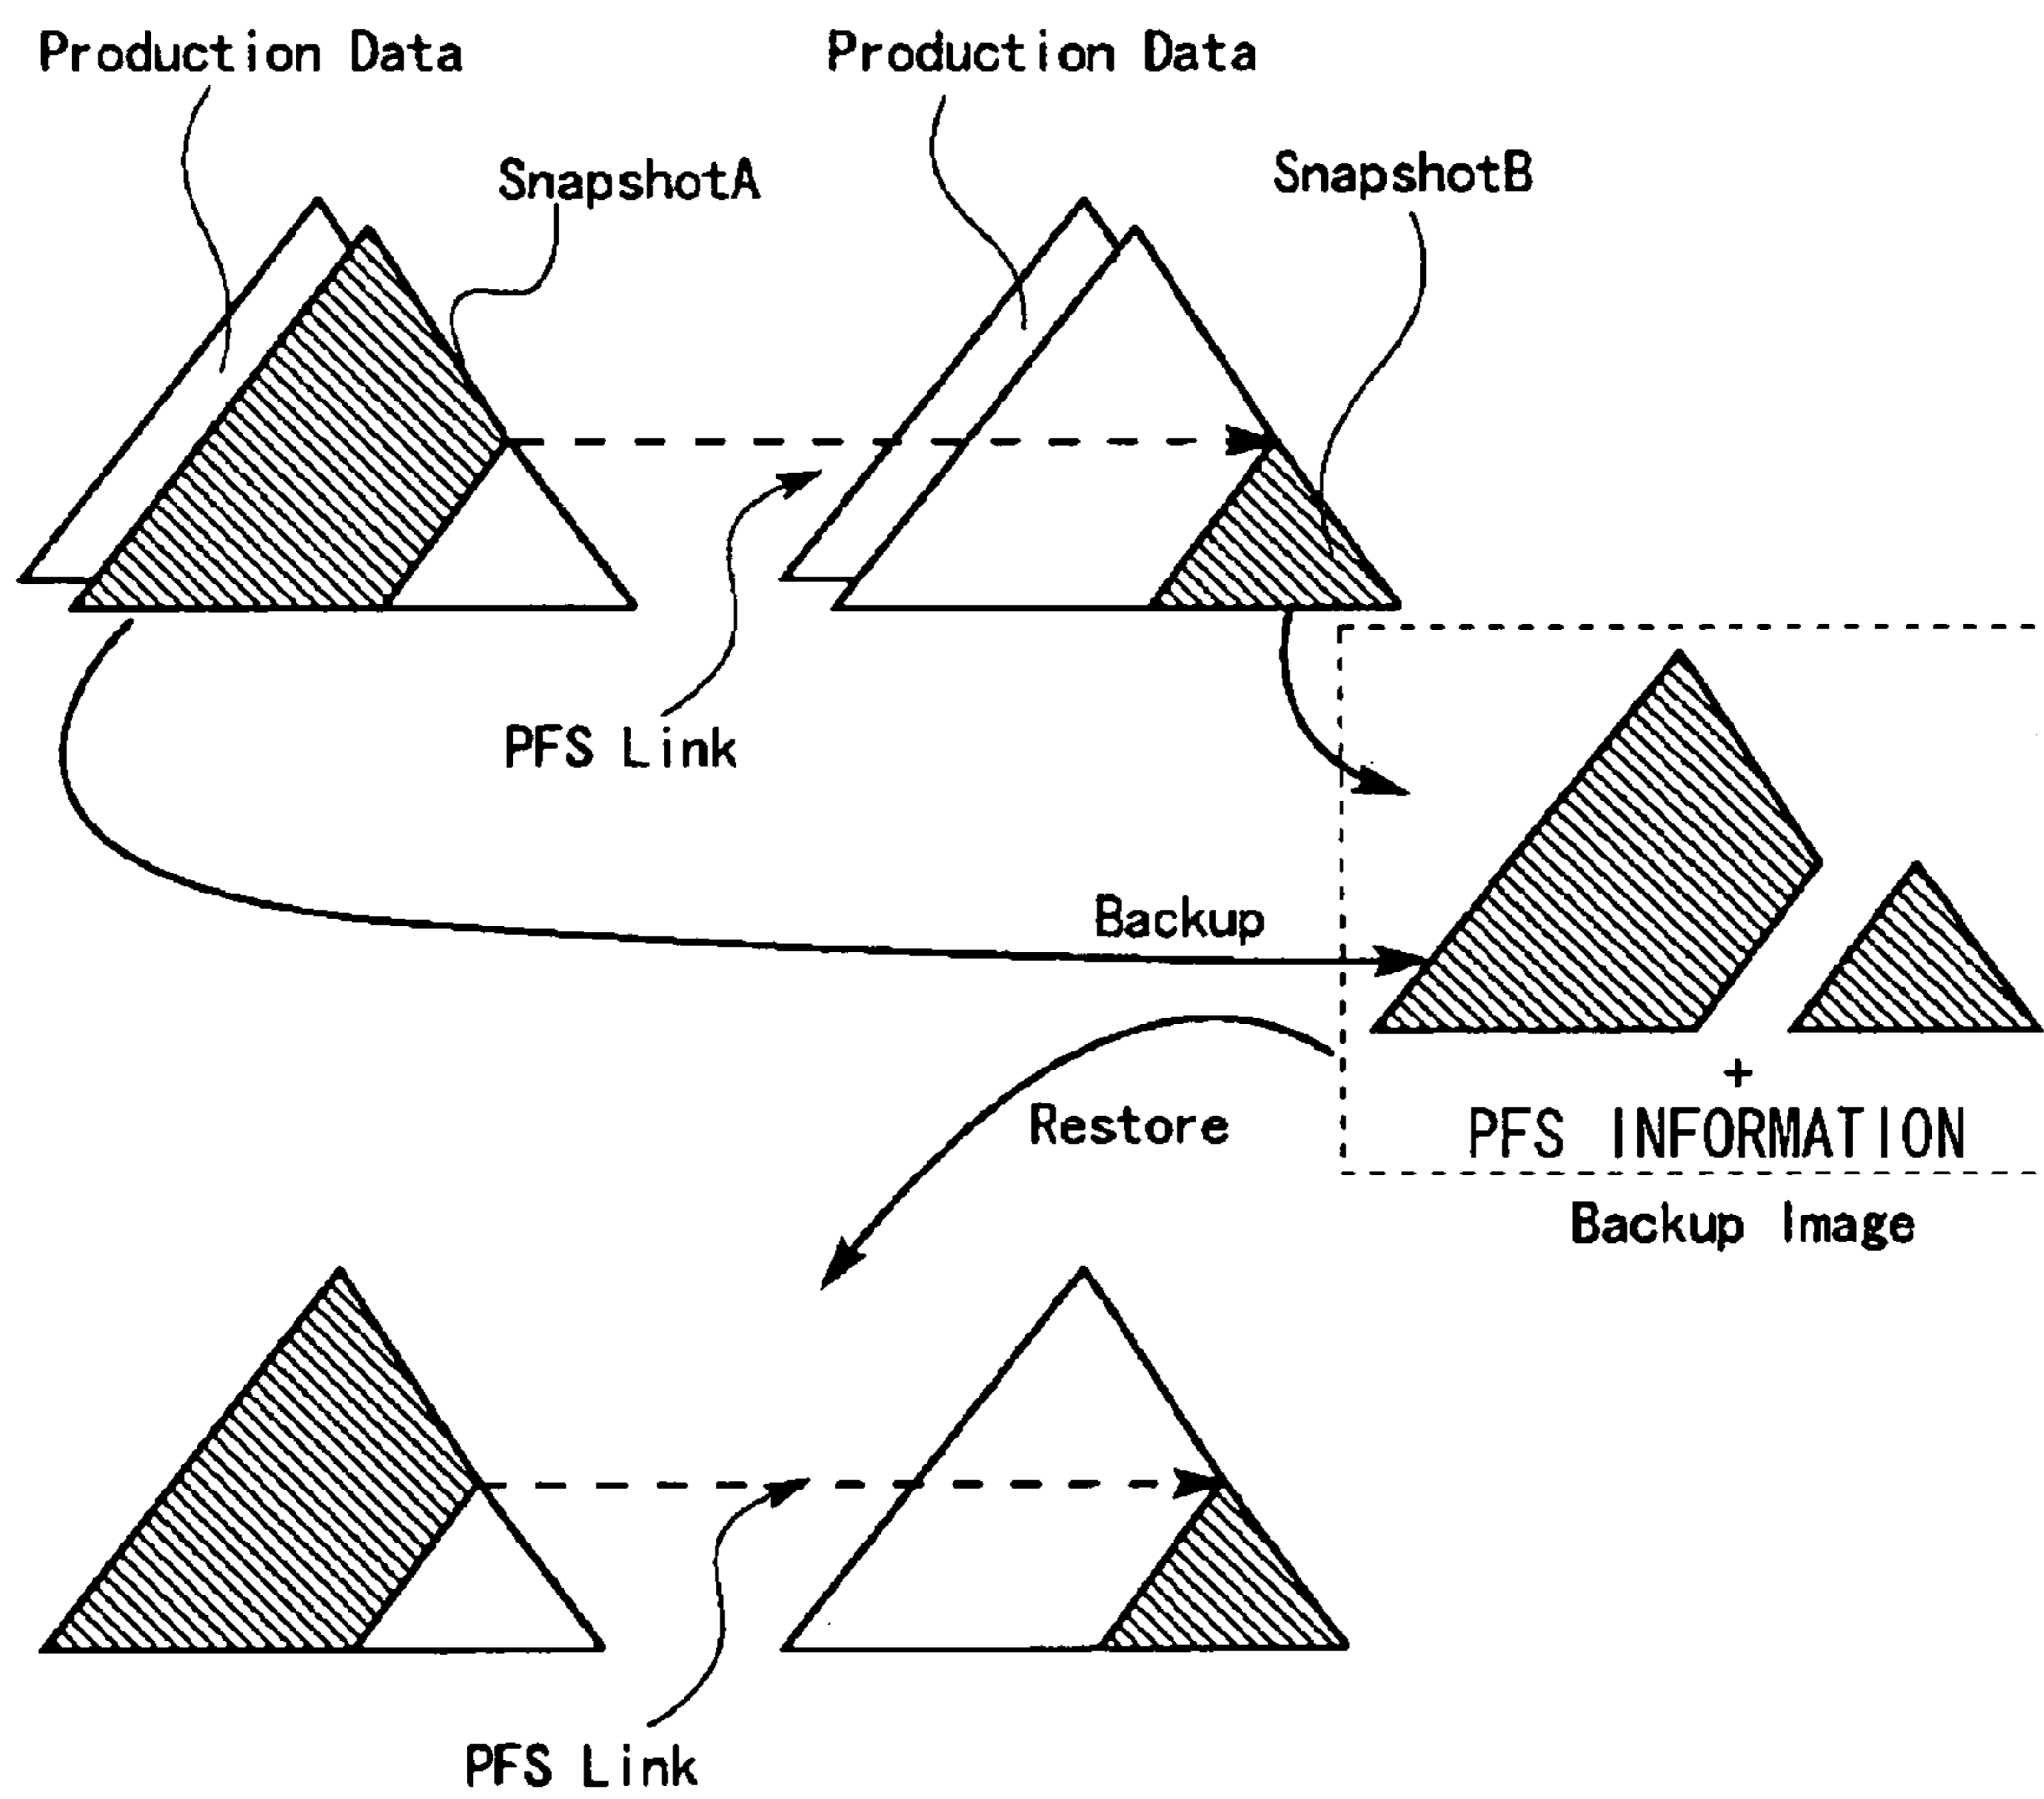 Production Data
Production Data
SnapshotA
SnapshotB
PFS Link
Backup
Restore
+
PFS INFORMATION
Backup Image
PFS Link